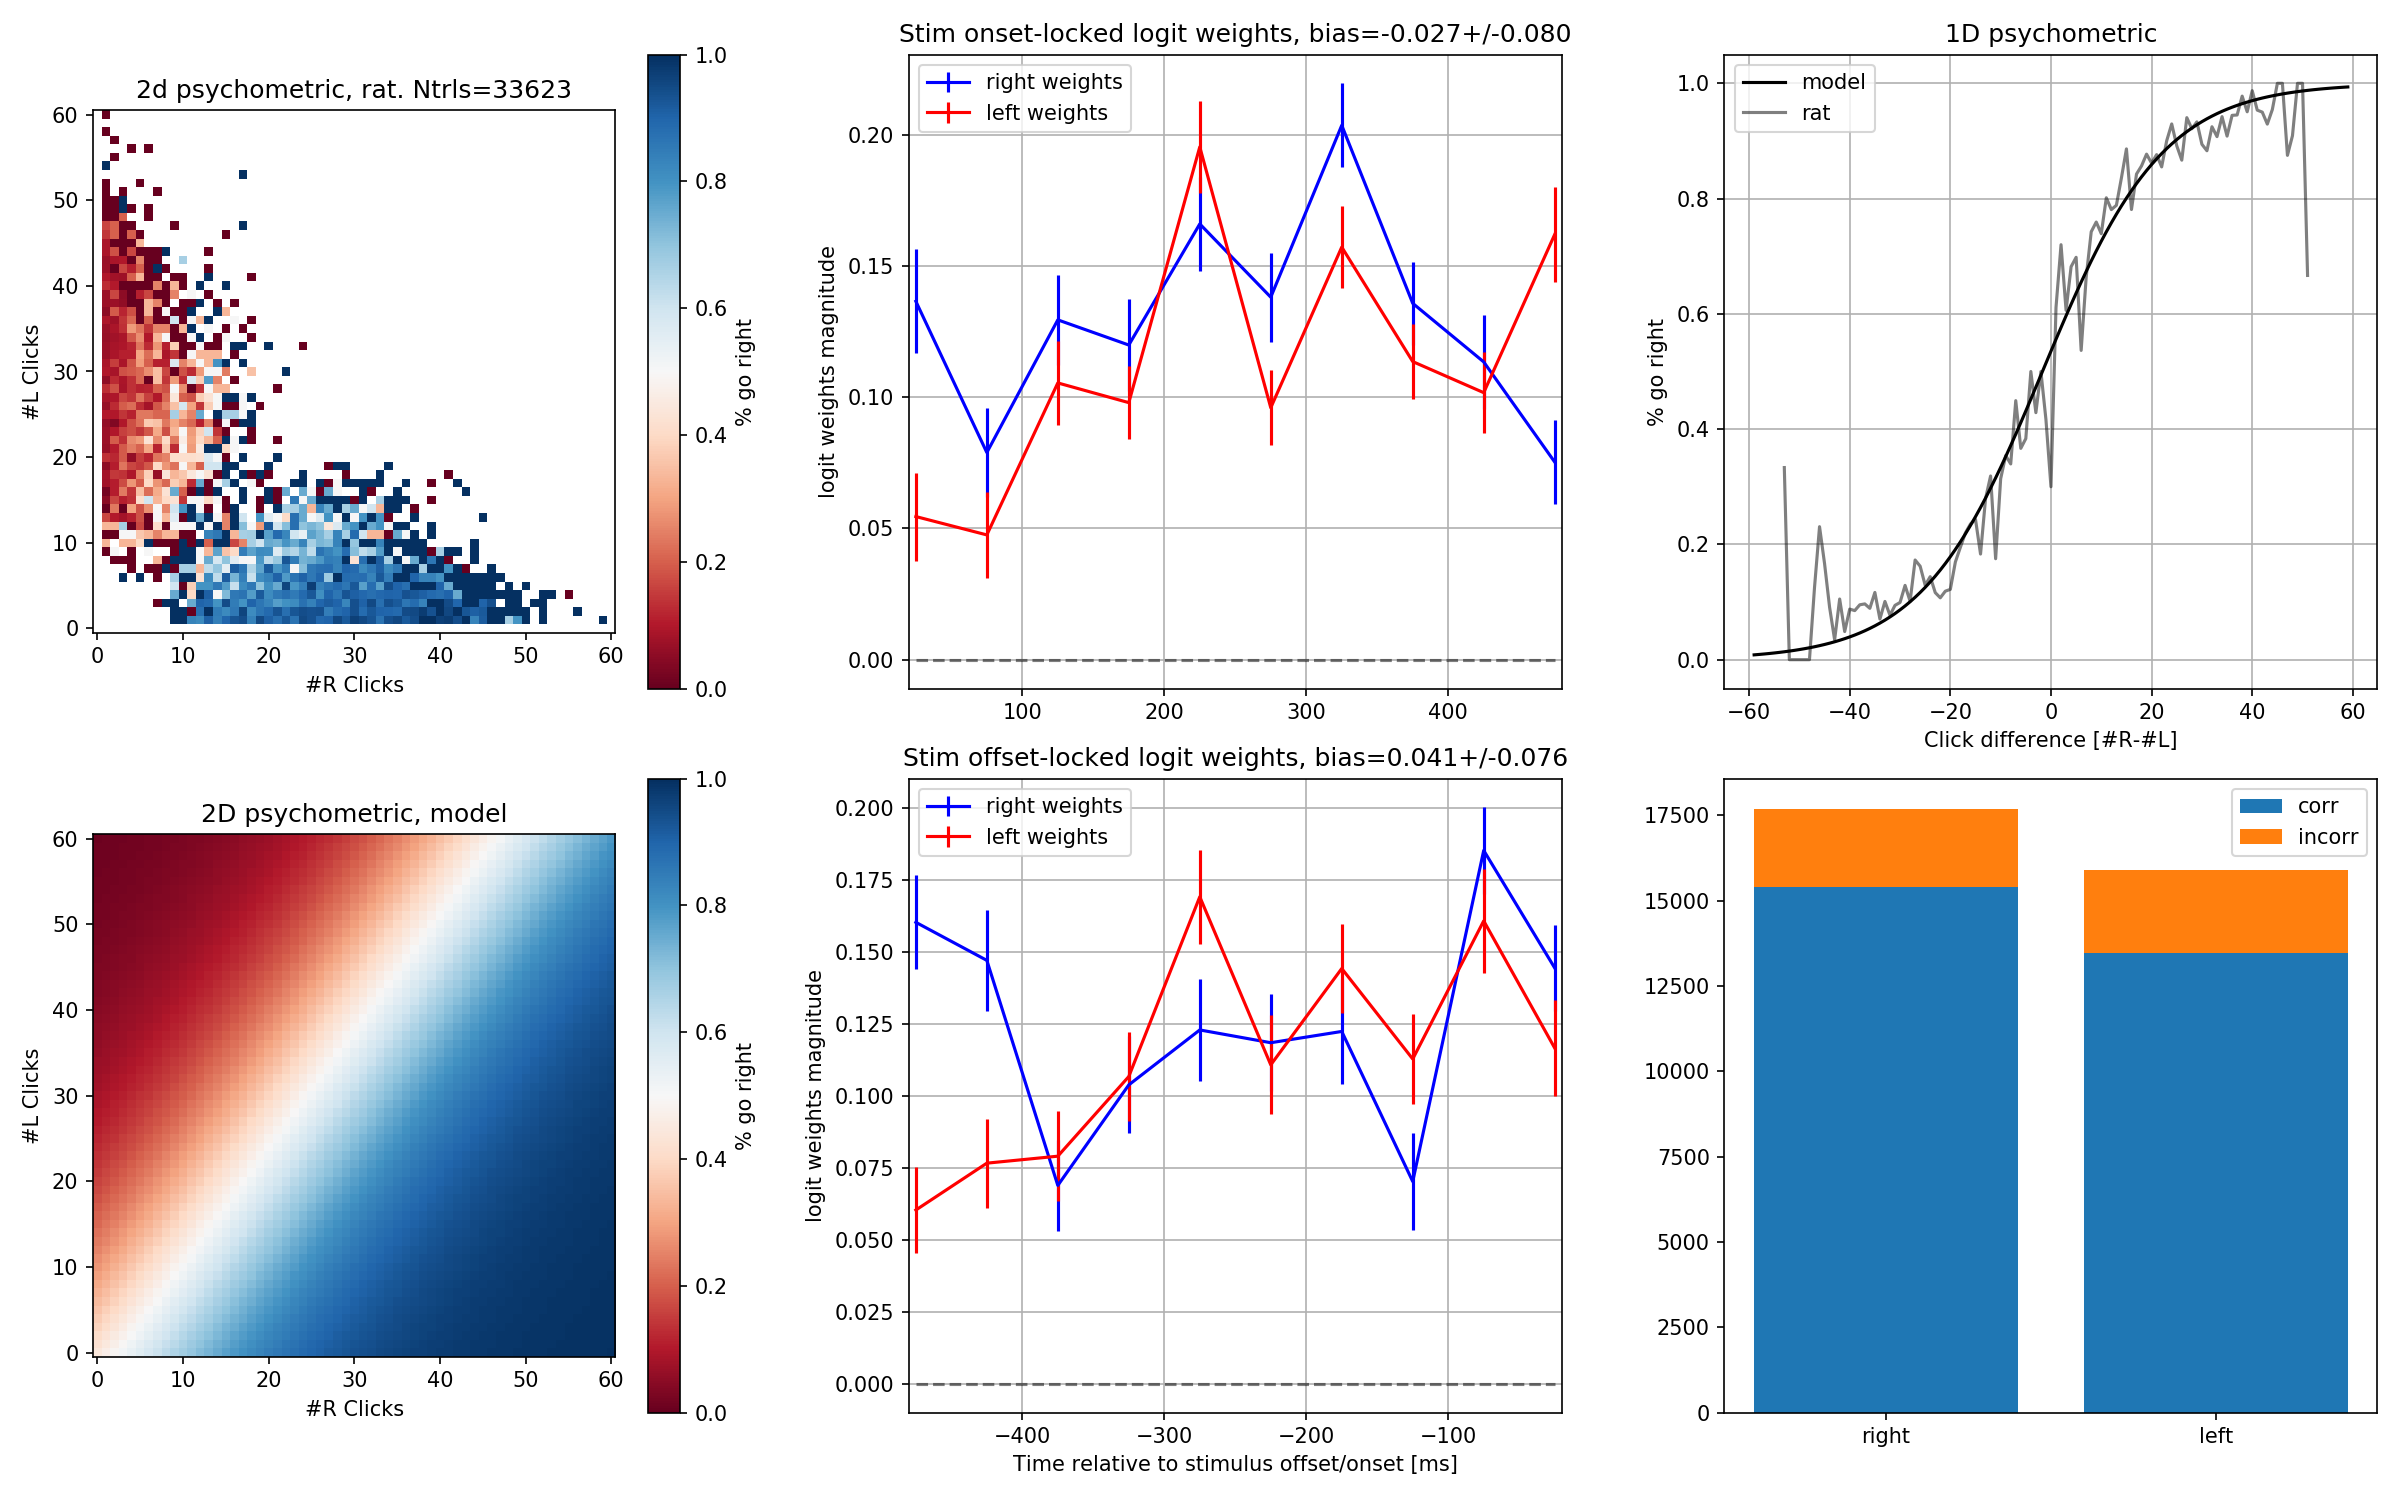 2d psychometric, rat. Ntrls=33623
60
50
40
30
20
10
0
#L Clicks
0 10 20 30 40 50 60
#R Clicks
1.0
0.8
0.6
0.4
0.2
0.0
% go right
Stim onset-locked logit weights, bias=-0.027+/-0.080
right weights
left weights
0.20
0.15
0.10
0.05
0.00
logit weights magnitude
100 200 300 400
1D psychometric
model
rat
1.0
0.8
0.6
0.4
0.2
0.0
% go right
−60 −40 −20 0 20 40 60
Click difference [#R-#L]
2D psychometric, model
60
50
40
30
20
10
0
#L Clicks
0 10 20 30 40 50 60
#R Clicks
1.0
0.8
0.6
0.4
0.2
0.0
% go right
Stim offset-locked logit weights, bias=0.041+/-0.076
right weights
left weights
0.200
0.175
0.150
0.125
0.100
0.075
0.050
0.025
0.000
logit weights magnitude
−400 −300 −200 −100
Time relative to stimulus offset/onset [ms]
corr
incorr
17500
15000
12500
10000
7500
5000
2500
0
right left